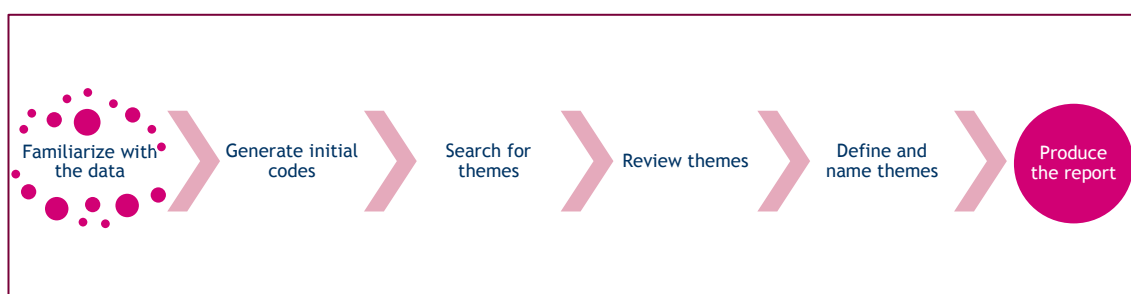 Familiarize with
the data
Generate initial
codes
Search for
themes
Review themes
Define and
name themes
Produce
the report